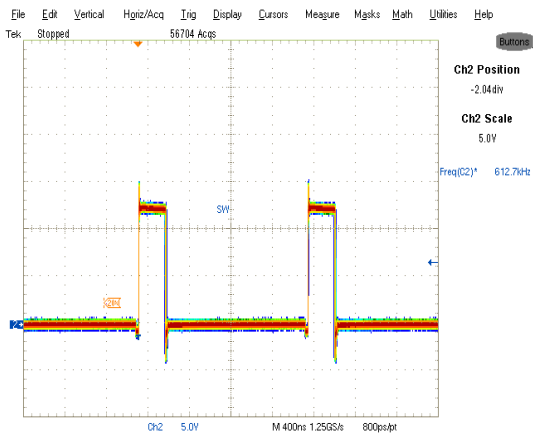 File Edit Vertical Horiz/Acq Trig Display Cursors Measure Masks Math Utilities Help
Tek Stopped 56704 Acqs
Buttons
Ch2 Position
-2.04div
Ch2 Scale
5.0V
Freq(C2)* 612.7kHz
SW
Ch2 5.0V M 400ns 1.25GS/s 800ps/pt